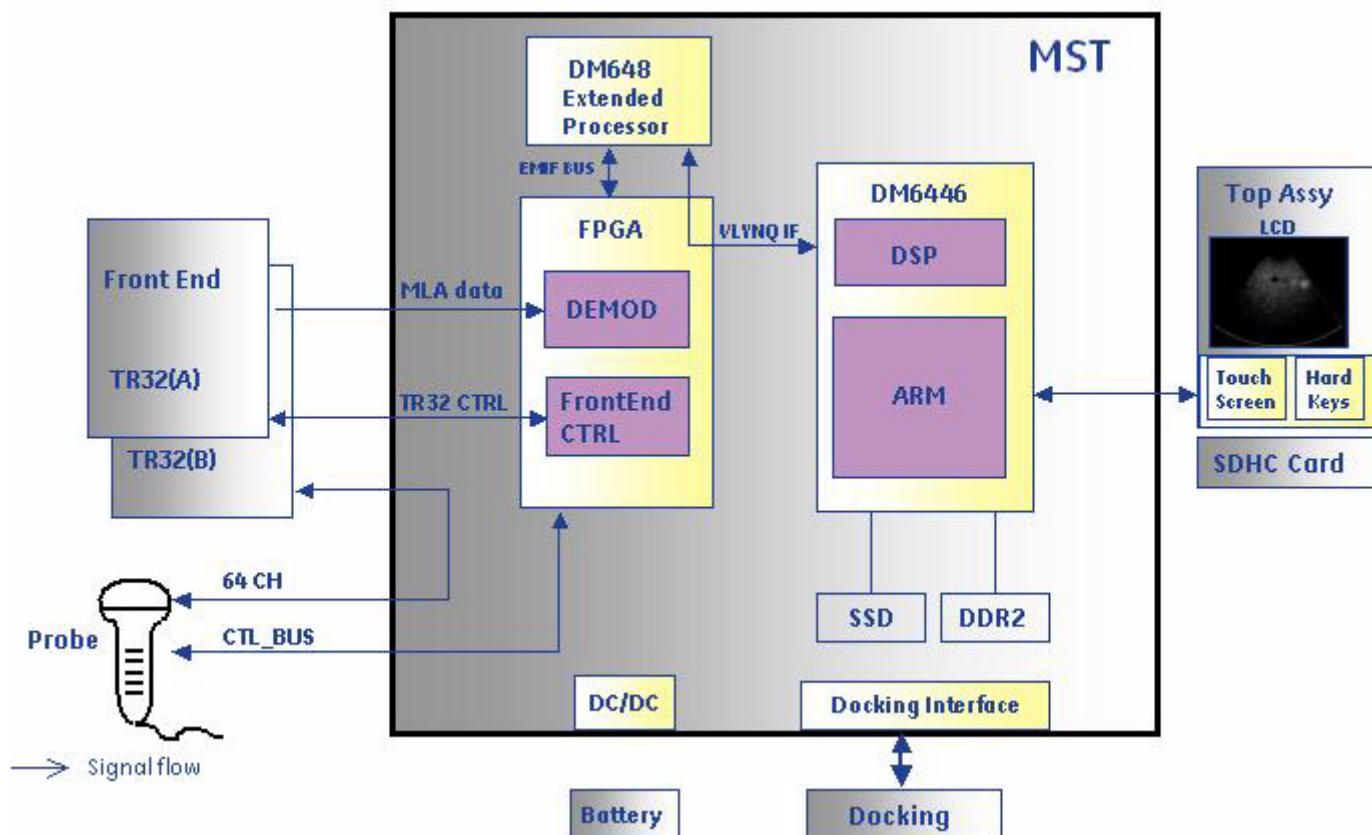 MST
DM648
Extended
Processor
EMIF BUS
VLYNQ IF
FPGA
DEMOD
FrontEnd
CTRL
DM6446
DSP
ARM
SSD
DDR2
Top Assy
LCD
Touch
Screen
Hard
Keys
SDHC Card
Front End
TR32(A)
TR32(B)
MLA data
TR32 CTRL
64 CH
CTL_BUS
Probe
Signal flow
DC/DC
Docking Interface
Battery
Docking